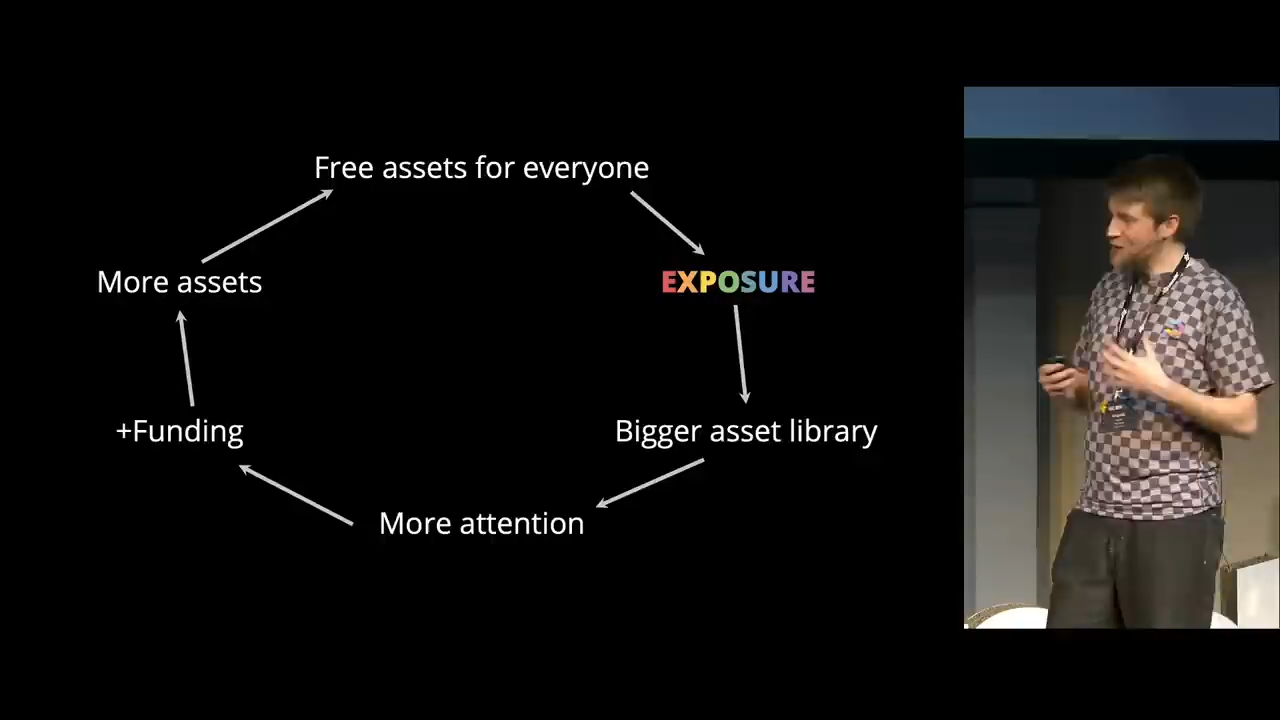 Free assets for everyone
EXPOSURE
Bigger asset library
More attention
+Funding
More assets